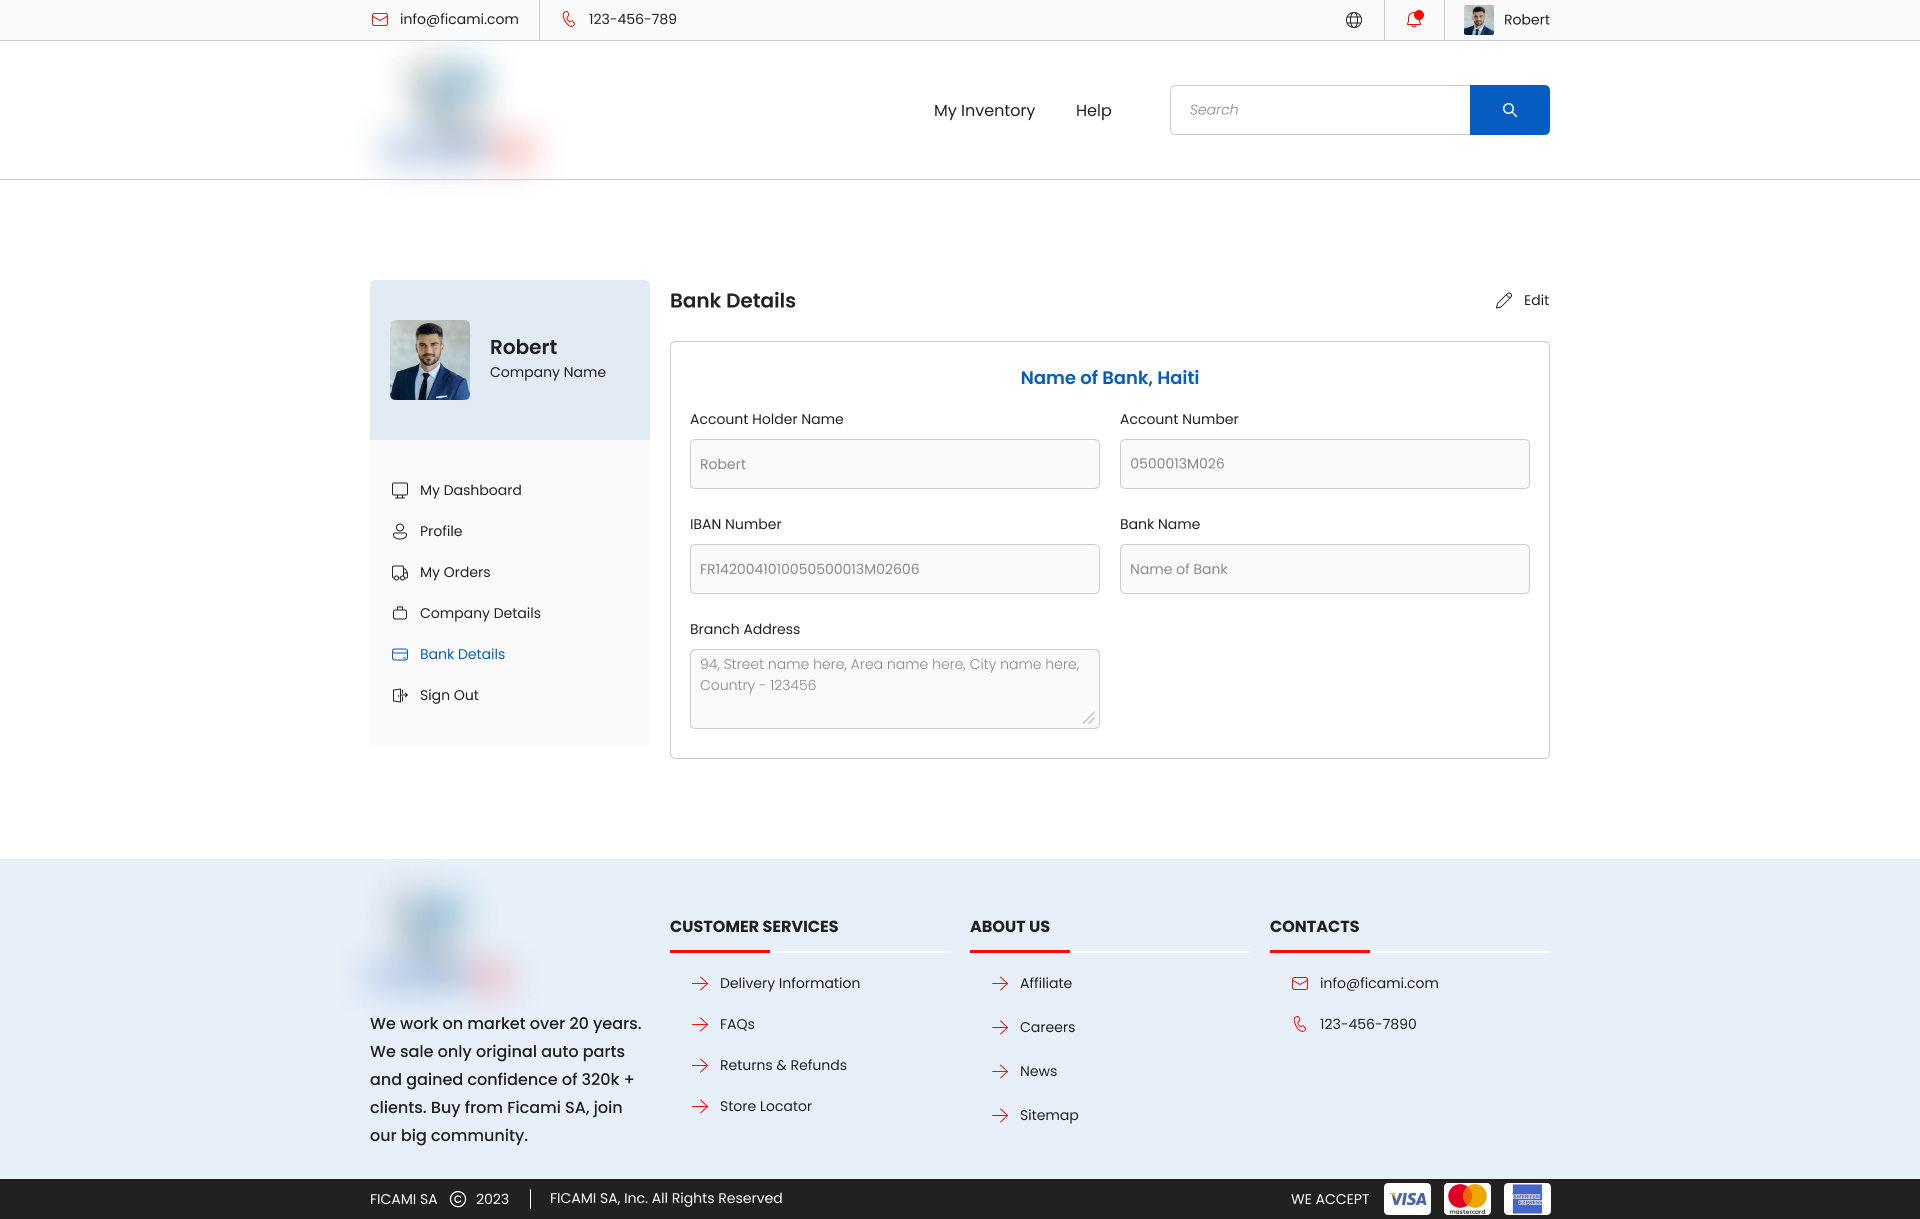 info@ficami.com
123-456-789
Robert
My Inventory
Help
Search
Robert
Company Name
My Dashboard
Profile
My Orders
Company Details
Bank Details
Sign Out
Bank Details
Edit
Name of Bank, Haiti
Account Holder Name
Robert
Account Number
0500013M026
IBAN Number
FR1420041010050500013M02606
Bank Name
Name of Bank
Branch Address
94, Street name here, Area name here, City name here,
Country - 123456
We work on market over 20 years.
We sale only original auto parts
and gained confidence of 320k +
clients. Buy from Ficami SA, join
our big community.
CUSTOMER SERVICES
Delivery Information
FAQs
Returns & Refunds
Store Locator
ABOUT US
Affiliate
Careers
News
Sitemap
CONTACTS
info@ficami.com
123-456-7890
FICAMI SA © 2023
FICAMI SA, Inc. All Rights Reserved
WE ACCEPT
VISA
mastercard
AMERICAN
EXPRESS